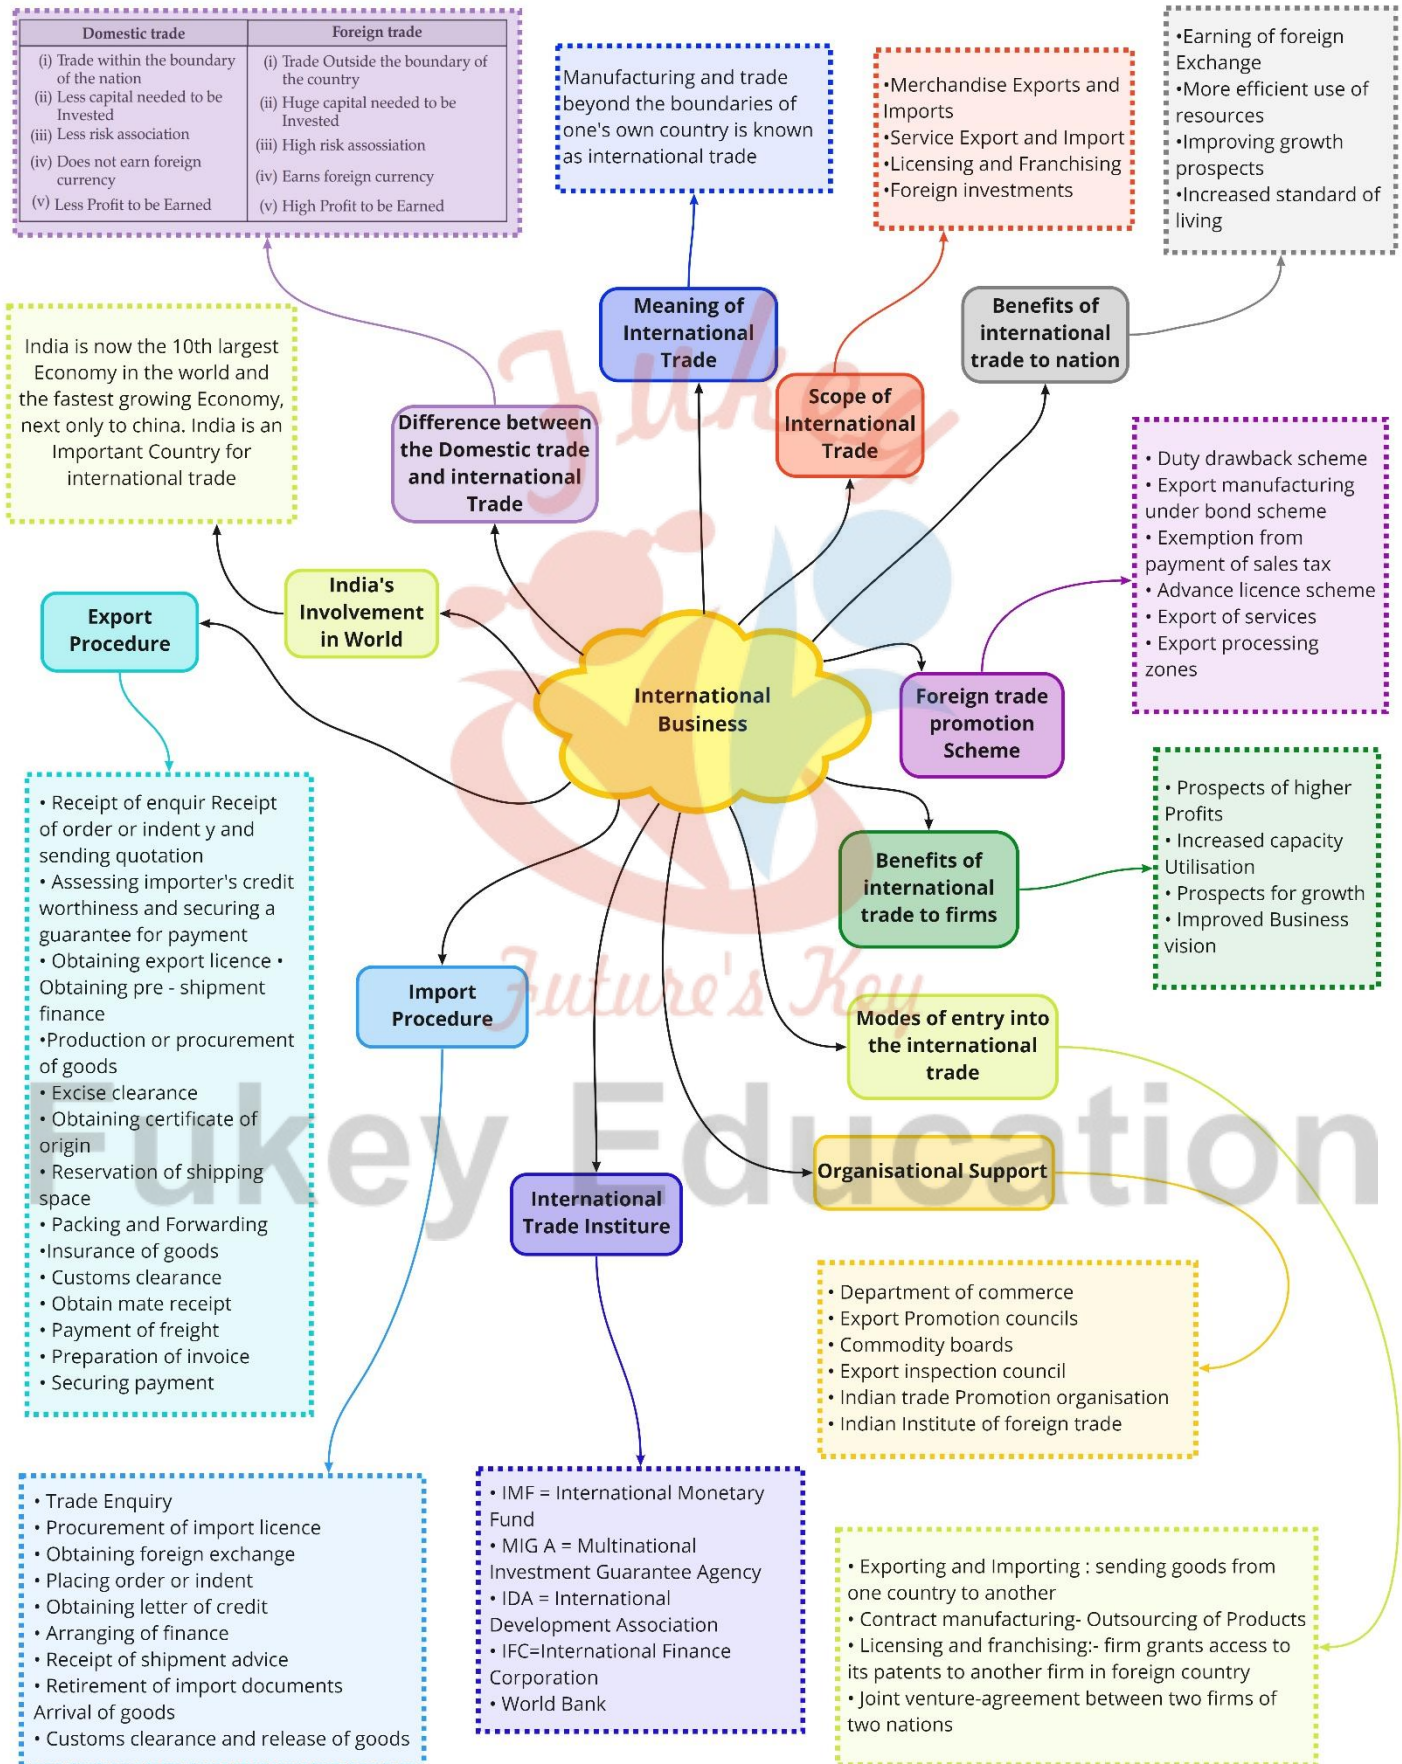 Domestic trade
(i) Trade within the boundary
of the nation
(ii) Less capital needed to be
Invested
(iii) Less risk association
(iv) Does not earn foreign
currency
(v) Less Profit to be Earned
Foreign trade
(i) Trade Outside the boundary of
the country
(ii) Huge capital needed to be
Invested
(iii) High risk assossiation
(iv) Earns foreign currency
(v) High Profit to be Earned
Manufacturing and trade
beyond the boundaries of
one's own country is known
as international trade
•Merchandise Exports and
Imports
•Service Export and Import
•Licensing and Franchising
•Foreign investments
•Earning of foreign
Exchange
•More efficient use of
resources
•Improving growth
prospects
•Increased standard of
living
Meaning of
International
Trade
Benefits of
international
trade to nation
Scope of
International
Trade
India is now the 10th largest
Economy in the world and
the fastest growing Economy,
next only to china. India is an
Important Country for
international trade
Difference between
the Domestic trade
and international
Trade
• Duty drawback scheme
• Export manufacturing
under bond scheme
• Exemption from
payment of sales tax
• Advance licence scheme
• Export of services
• Export processing
zones
Export
Procedure
India's
Involvement
in World
International
Business
Foreign trade
promotion
Scheme
• Receipt of enquir Receipt
of order or indent y and
sending quotation
• Assessing importer's credit
worthiness and securing a
guarantee for payment
• Obtaining export licence •
Obtaining pre - shipment
finance
•Production or procurement
of goods
• Excise clearance
• Obtaining certificate of
origin
• Reservation of shipping
space
• Packing and Forwarding
•Insurance of goods
• Customs clearance
• Obtain mate receipt
• Payment of freight
• Preparation of invoice
• Securing payment
Benefits of
international
trade to firms
• Prospects of higher
Profits
• Increased capacity
Utilisation
• Prospects for growth
• Improved Business
vision
Import
Procedure
Modes of entry into
the international
trade
Organisational Support
International
Trade Institure
• Department of commerce
• Export Promotion councils
• Commodity boards
• Export inspection council
• Indian trade Promotion organisation
• Indian Institute of foreign trade
• Trade Enquiry
• Procurement of import licence
• Obtaining foreign exchange
• Placing order or indent
• Obtaining letter of credit
• Arranging of finance
• Receipt of shipment advice
• Retirement of import documents
Arrival of goods
• Customs clearance and release of goods
• IMF = International Monetary
Fund
• MIG A = Multinational
Investment Guarantee Agency
• IDA = International
Development Association
• IFC=International Finance
Corporation
• World Bank
• Exporting and Importing : sending goods from
one country to another
• Contract manufacturing- Outsourcing of Products
• Licensing and franchising:- firm grants access to
its patents to another firm in foreign country
• Joint venture-agreement between two firms of
two nations
Fukey
Future's Key
Fukey Education